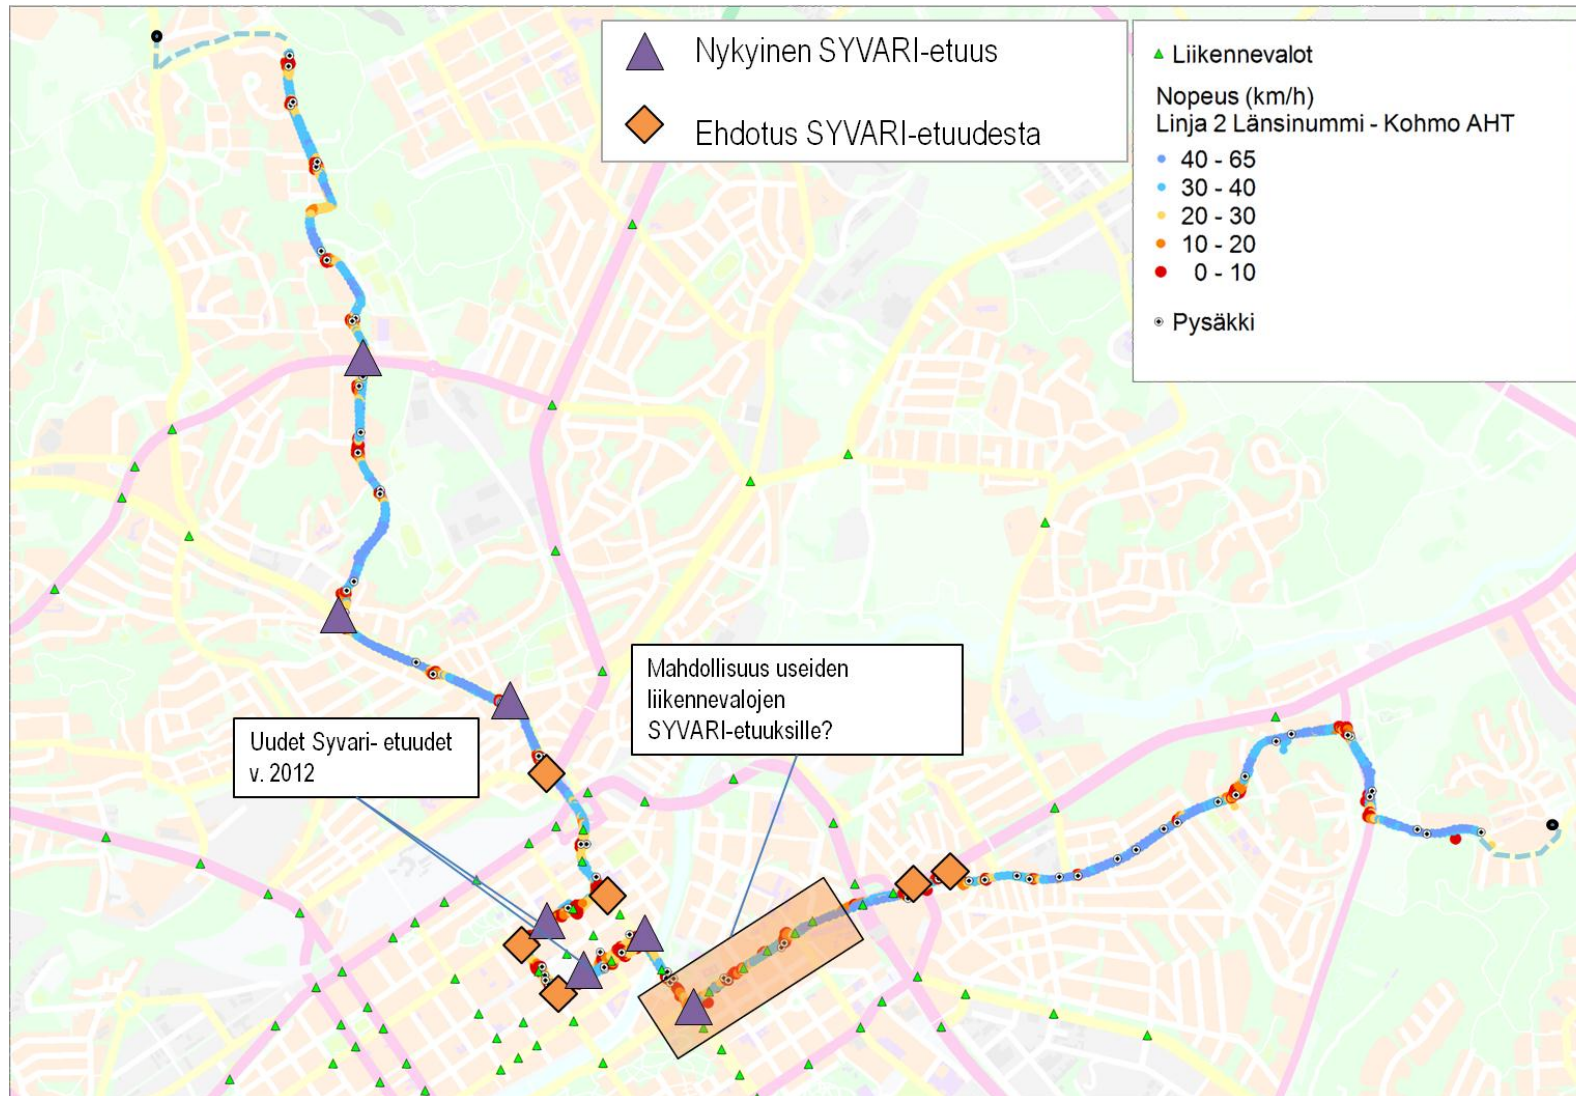 Nykyinen SYVARI-etuus
Ehdotus SYVARI-etuudesta
Liikennevalot
Nopeus (km/h)
Linja 2 Länsinummi - Kohmo AHT
40 - 65
30 - 40
20 - 30
10 - 20
0 - 10
Pysäkki
Mahdollisuus useiden
liikennevalojen
SYVARI-etuuksille?
Uudet Syvari- etuudet
v. 2012